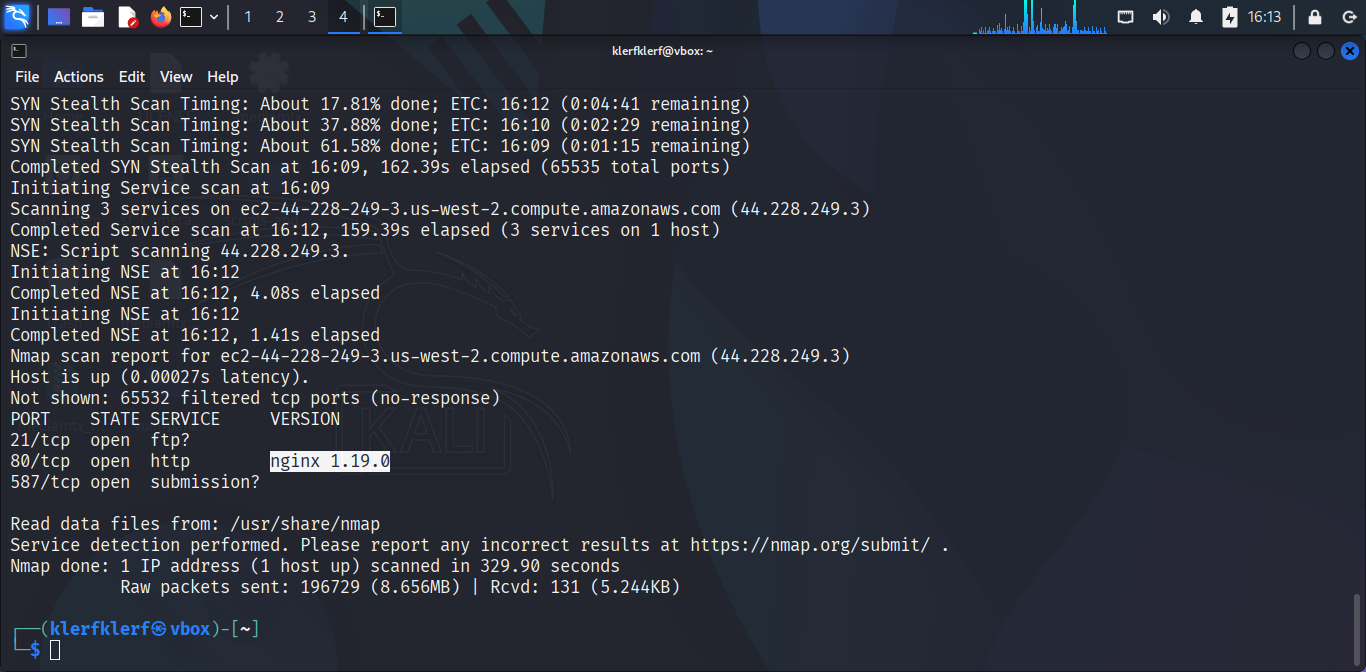 1 2 3 4 16:13
klerfklerf@vbox: ~
File Actions Edit View Help
SYN Stealth Scan Timing: About 17.81% done; ETC: 16:12 (0:04:41 remaining)
SYN Stealth Scan Timing: About 37.88% done; ETC: 16:10 (0:02:29 remaining)
SYN Stealth Scan Timing: About 61.58% done; ETC: 16:09 (0:01:15 remaining)
Completed SYN Stealth Scan at 16:09, 162.39s elapsed (65535 total ports)
Initiating Service scan at 16:09
Scanning 3 services on ec2-44-228-249-3.us-west-2.compute.amazonaws.com (44.228.249.3)
Completed Service scan at 16:12, 159.39s elapsed (3 services on 1 host)
NSE: Script scanning 44.228.249.3.
Initiating NSE at 16:12
Completed NSE at 16:12, 4.08s elapsed
Initiating NSE at 16:12
Completed NSE at 16:12, 1.41s elapsed
Nmap scan report for ec2-44-228-249-3.us-west-2.compute.amazonaws.com (44.228.249.3)
Host is up (0.00027s latency).
Not shown: 65532 filtered tcp ports (no-response)
PORT    STATE SERVICE     VERSION
21/tcp  open  ftp?
80/tcp  open  http        nginx 1.19.0
587/tcp open  submission?
KALI
Read data files from: /usr/share/nmap
Service detection performed. Please report any incorrect results at https://nmap.org/submit/ .
Nmap done: 1 IP address (1 host up) scanned in 329.90 seconds
           Raw packets sent: 196729 (8.656MB) | Rcvd: 131 (5.244KB)
┌──(klerfklerf㉿vbox)-[~]
└─$